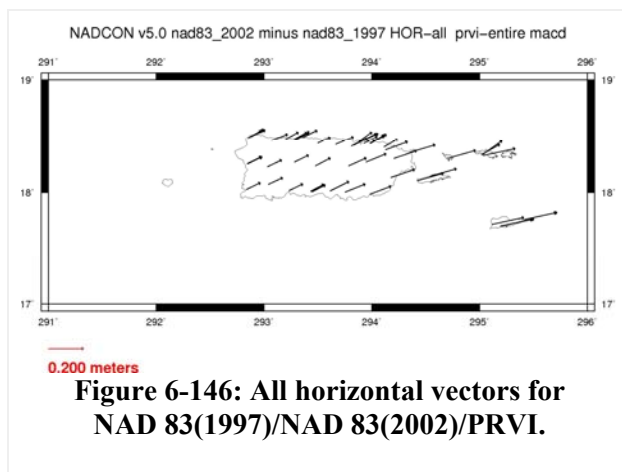 NADCON v5.0 nad83_2002 minus nad83_1997 HOR-all prvi-entire macd
291˚ 292˚ 293˚ 294˚ 295˚ 296˚
19˚ 19˚
18˚ 18˚
17˚ 17˚
291˚ 292˚ 293˚ 294˚ 295˚ 296˚
0.200 meters
Figure 6-146: All horizontal vectors for
NAD 83(1997)/NAD 83(2002)/PRVI.